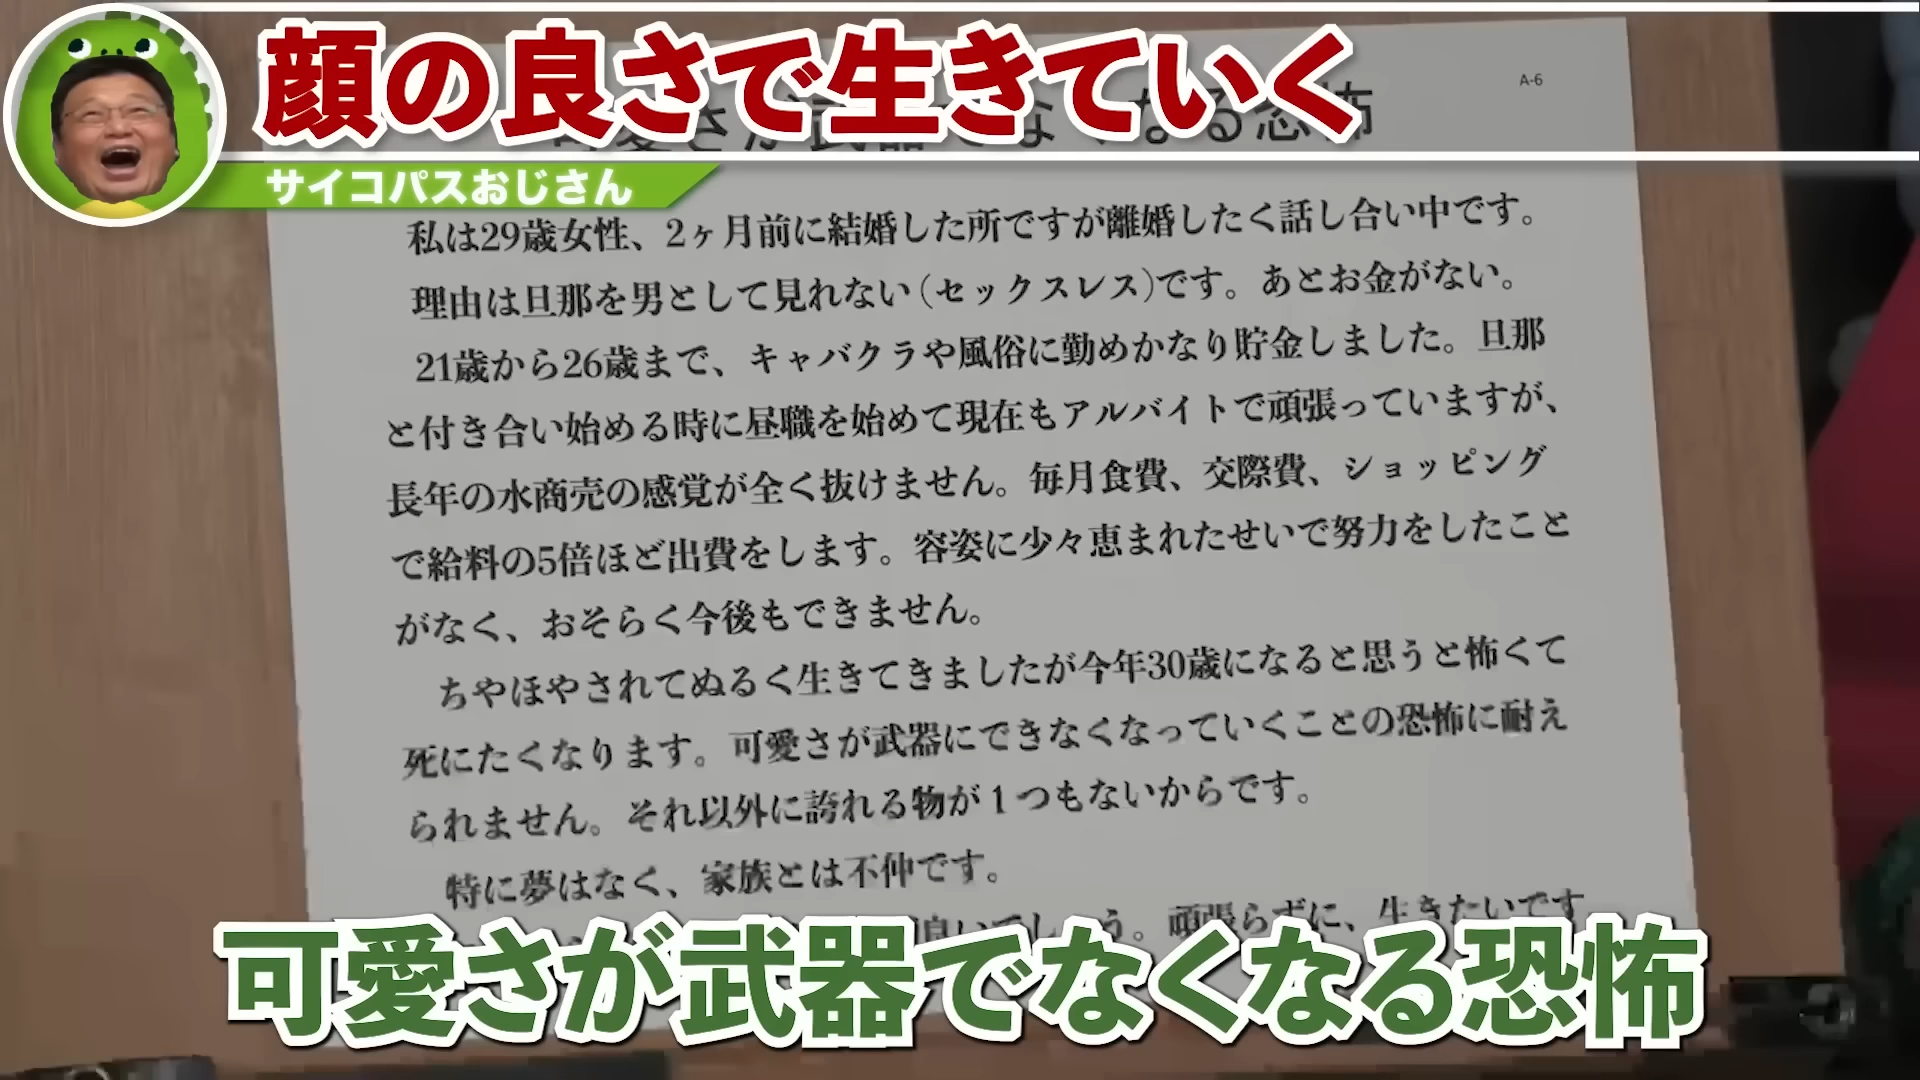 顔の良さで生きていく
A-6
サイコパスおじさん
私は29歳女性、2ヶ月前に結婚した所ですが離婚したく話し合い中です。
理由は旦那を男として見れない(セックスレス)です。あとお金がない。
21歳から26歳まで、キャバクラや風俗に勤めかなり貯金しました。旦那
と付き合い始める時に昼職を始めて現在もアルバイトで頑張っていますが、
長年の水商売の感覚が全く抜けません。毎月食費、交際費、ショッピング
で給料の5倍ほど出費をします。容姿に少々恵まれたせいで努力をしたこと
がなく、おそらく今後もできません。
ちやほやされてぬるく生きてきましたが今年30歳になると思うと怖くて
死にたくなります。可愛さが武器にできなくなっていくことの恐怖に耐え
られません。それ以外に誇れる物が1つもないからです。
特に夢はなく、家族とは不仲です。
頑張らずに、生きたいです
可愛さが武器でなくなる恐怖